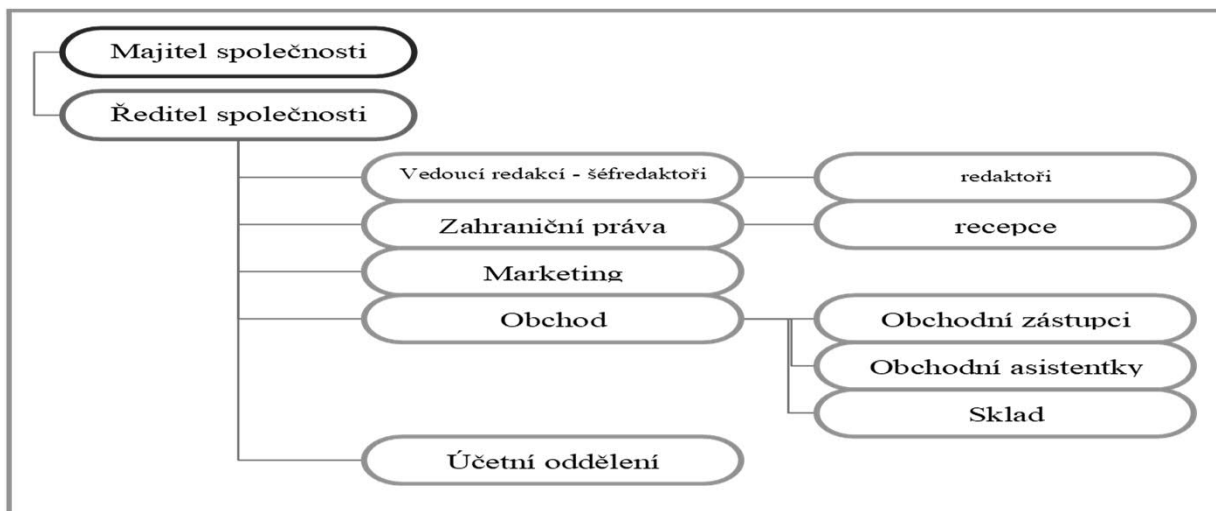 Majitel společnosti
Ředitel společnosti
Vedoucí redakcí - šéfredaktoři
redaktoři
Zahraniční práva
recepce
Marketing
Obchod
Obchodní zástupci
Obchodní asistentky
Sklad
Účetní oddělení